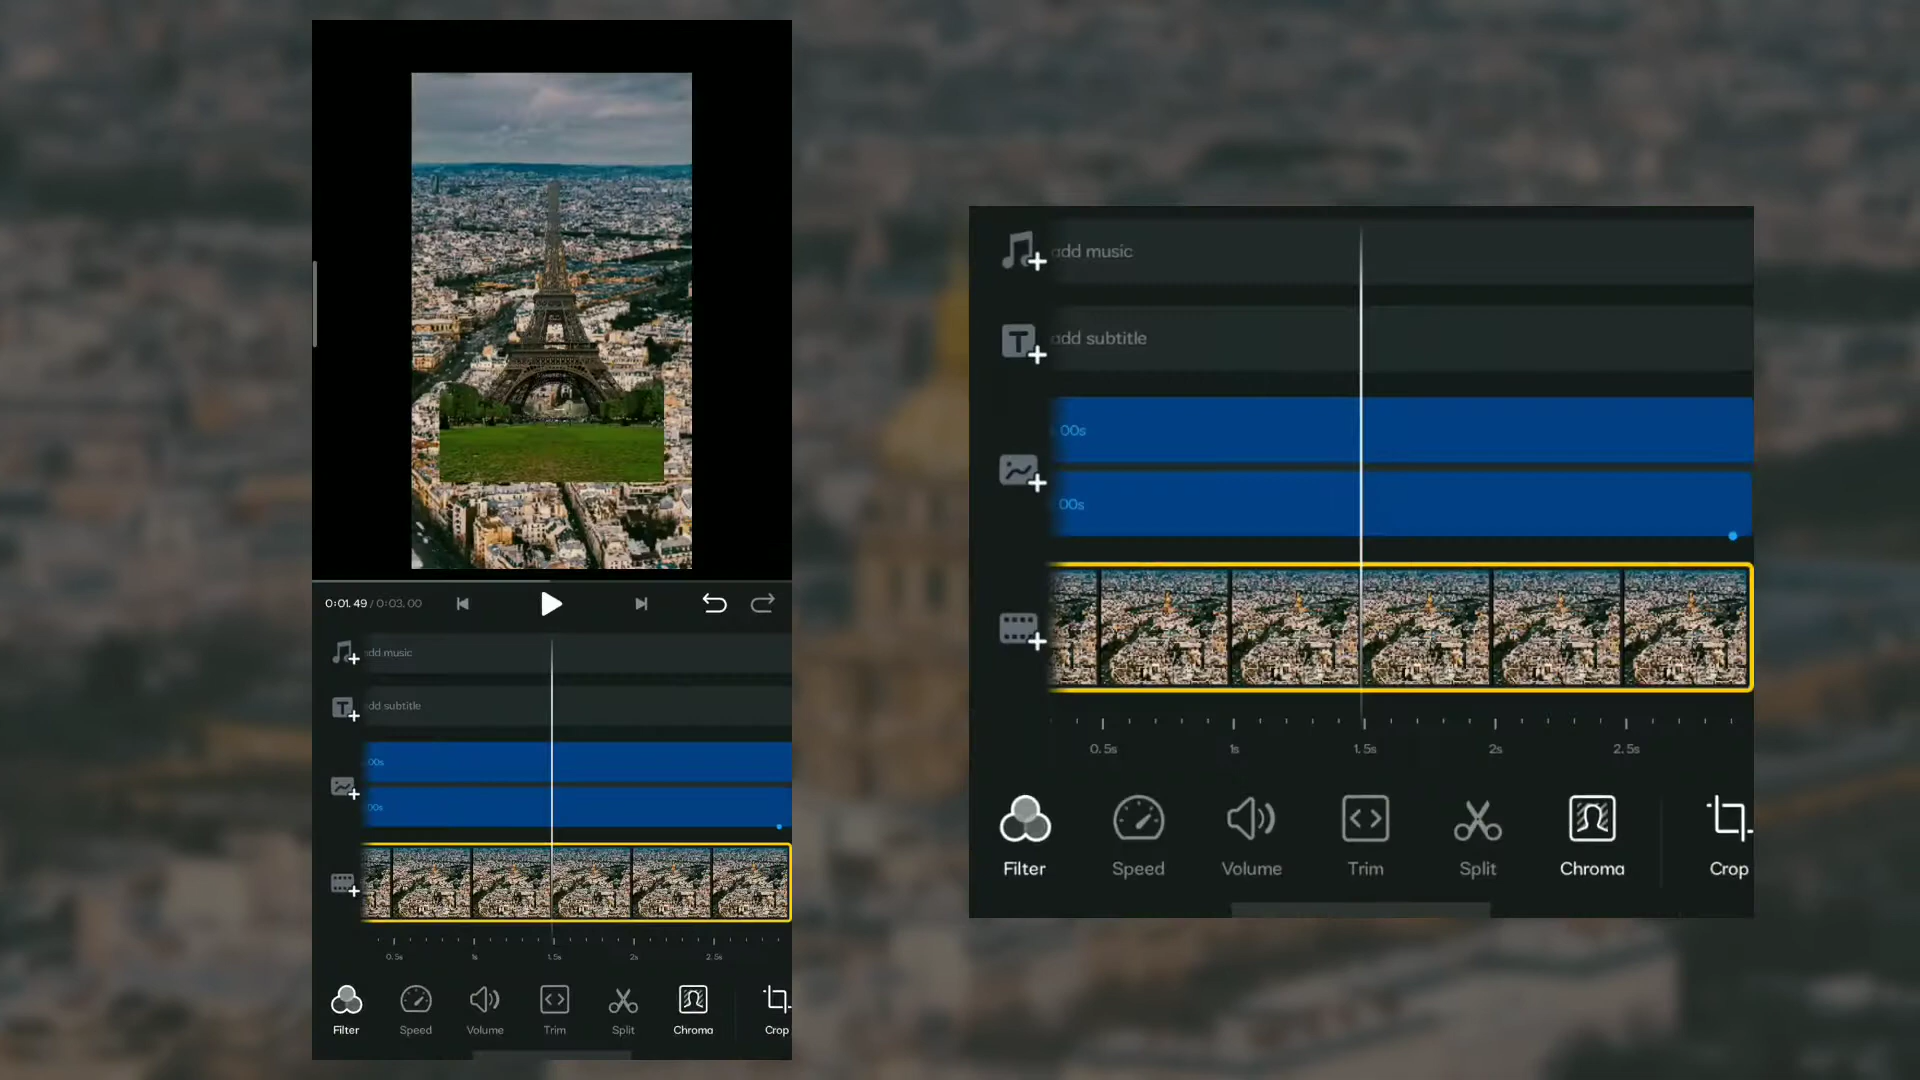 0:01.49 / 0:03.00
dd music
dd subtitle
.00s
00s
0.5s 1s 1.5s 2s 2.5s
Filter Speed Volume Trim Split Chroma Crop
add music
add subtitle
00s
00s
0.5s 1s 1.5s 2s 2.5s
Filter Speed Volume Trim Split Chroma Crop